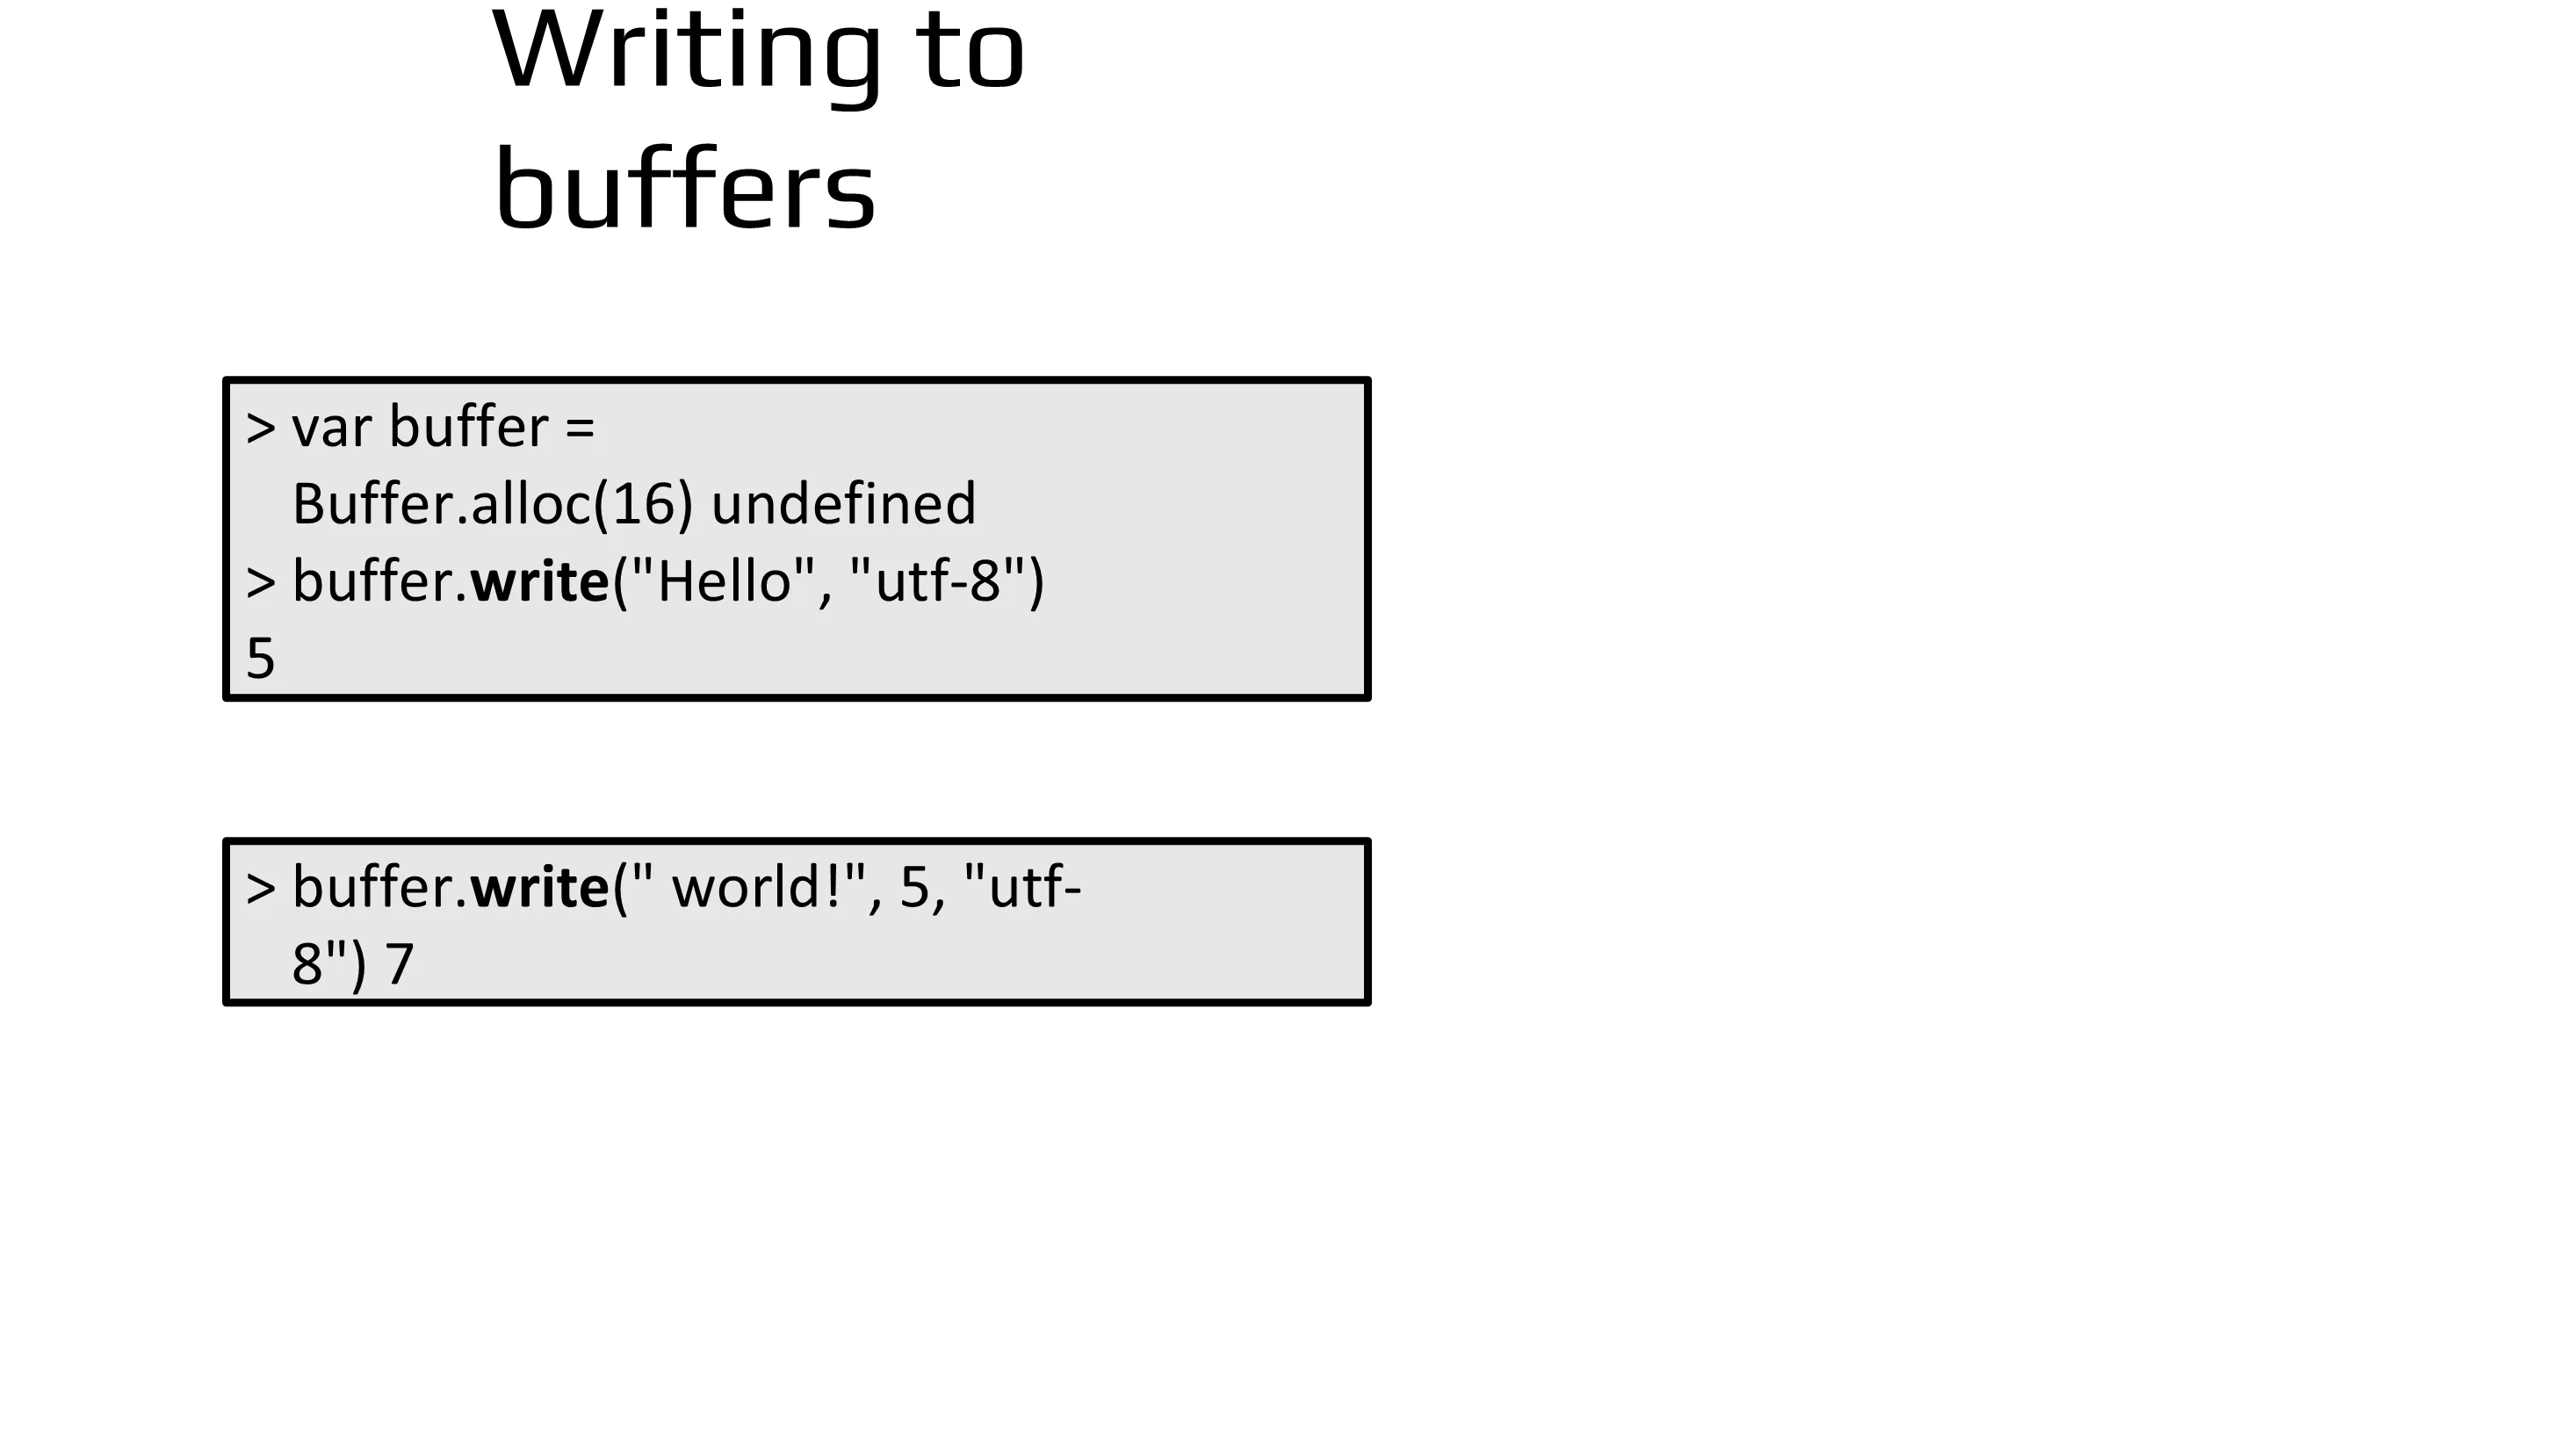 Writing to
buffers
> var buffer =
Buffer.alloc(16) undefined
> buffer.write("Hello", "utf-8")
5
> buffer.write(" world!", 5, "utf-
8") 7